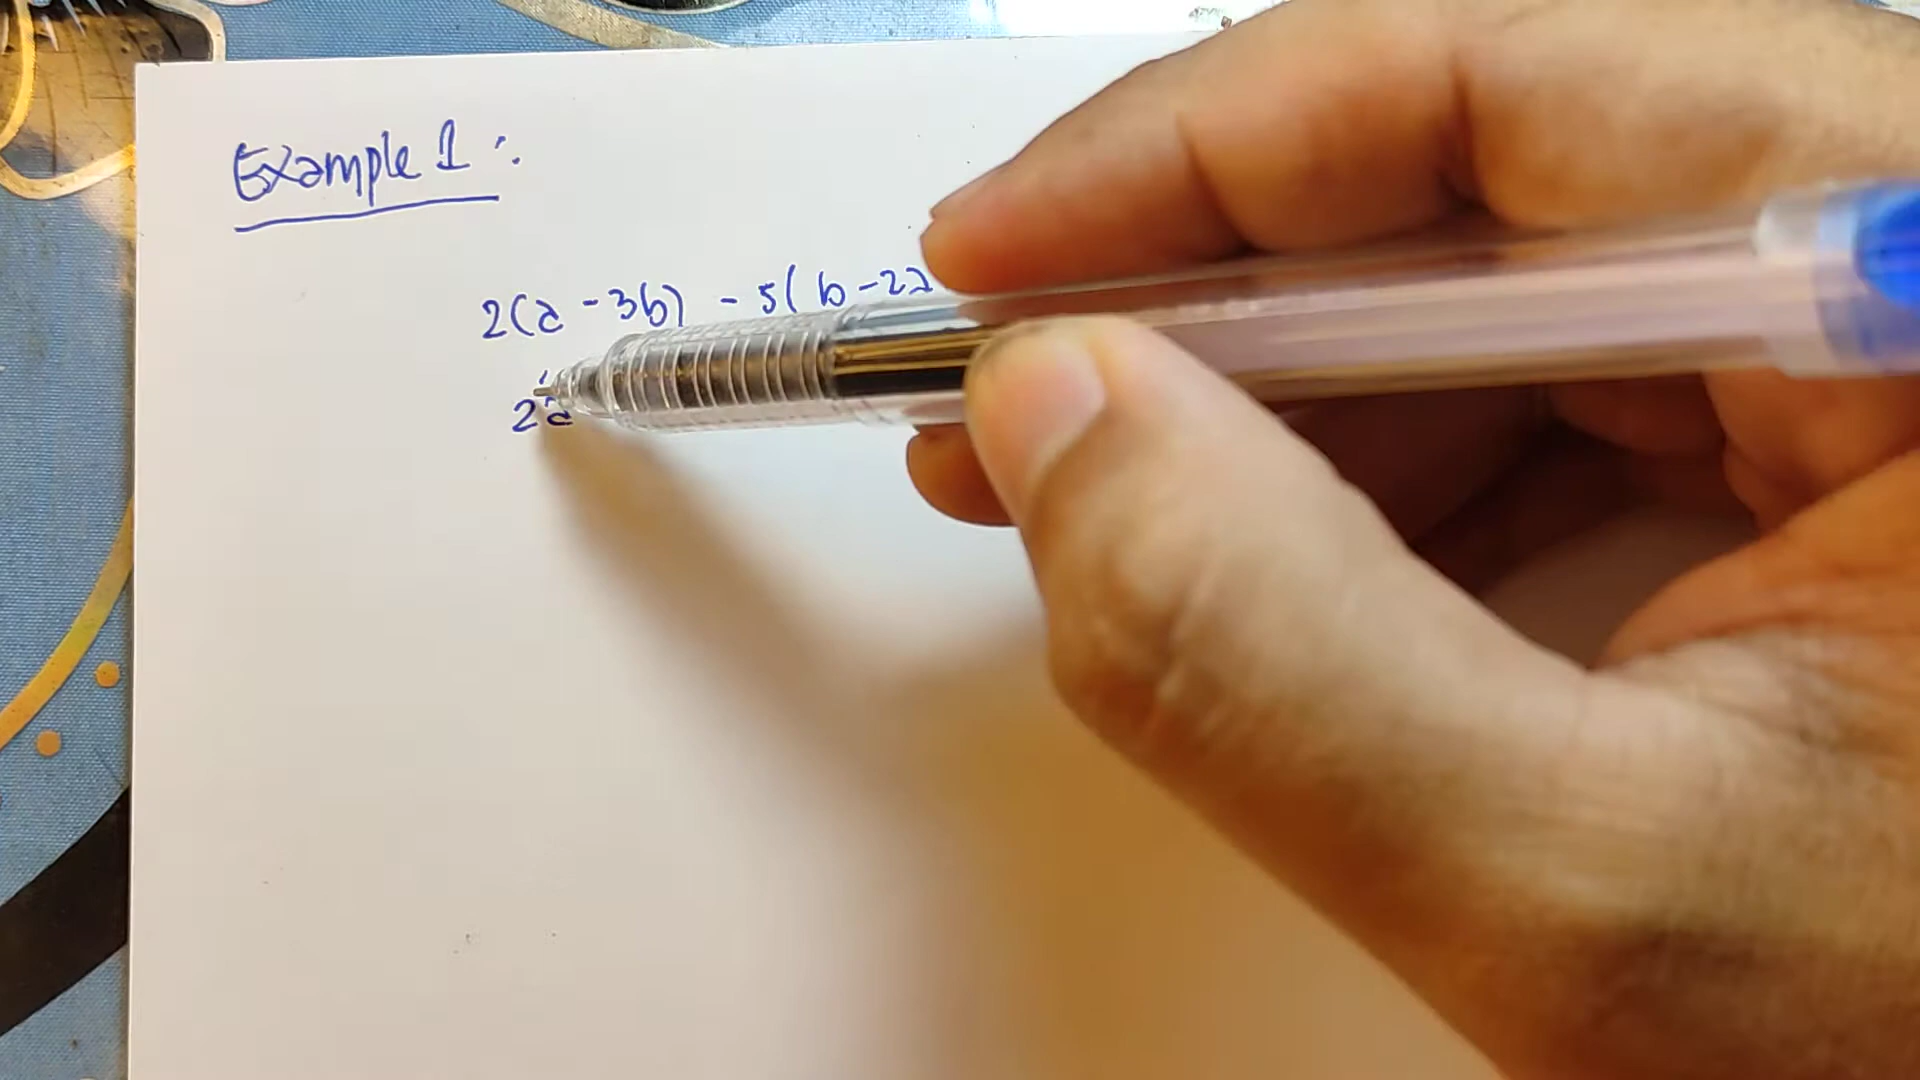 Example 1 :
2(a - 3b) - 5( b - 2a
2a